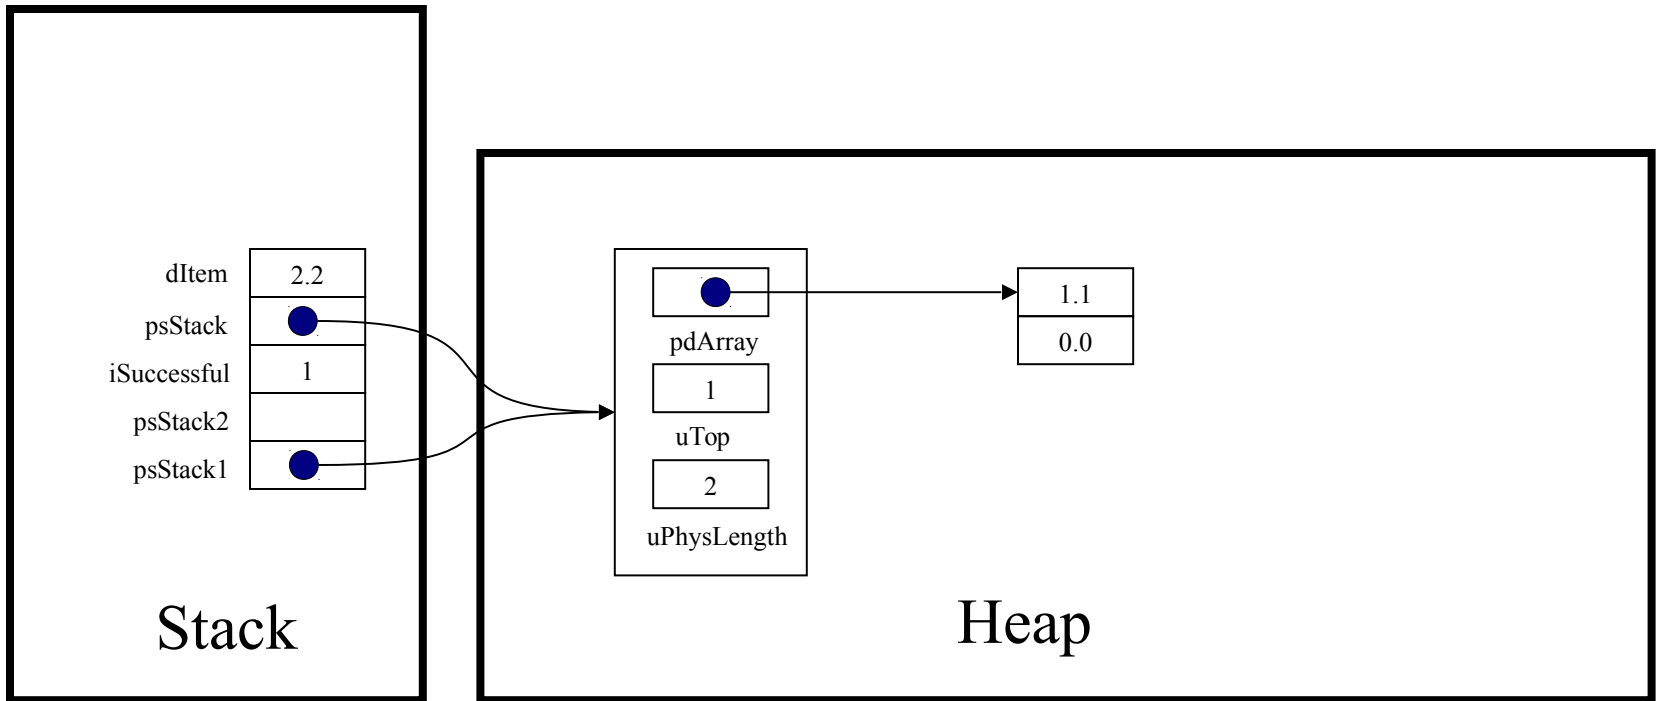 dItem 2.2
psStack
iSuccessful 1
psStack2
psStack1
Stack
pdArray
1
uTop
2
uPhysLength
1.1
0.0
Heap